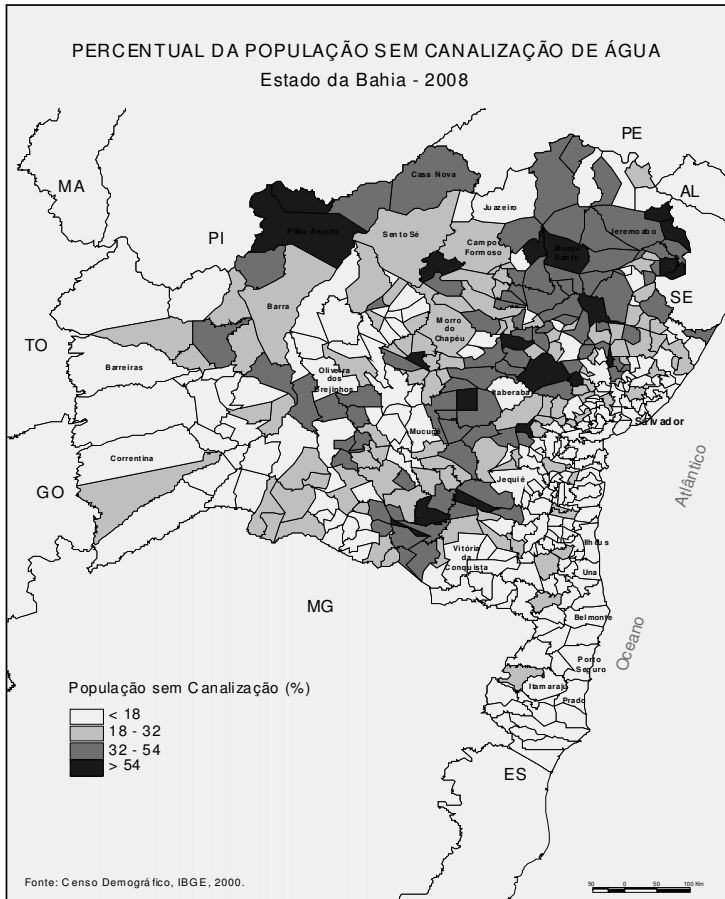 PERCENTUAL DA POPULAÇÃO SEM CANALIZAÇÃO DE ÁGUA
Estado da Bahia - 2008
PE
MA
AL
Casa Nova
Juazeiro
PI
Pilão Arcado
Sento Sé
Jeremoabo
Campo
Formoso
Monte
Santo
SE
Barra
Morro
do
Chapéu
TO
Barreiras
Oliveira
dos
Brejinhos
Itaberaba
Salvador
Mucugê
Correntina
Jequié
GO
Atlântico
Vitória
da
Conquista
Ilhéus
Una
MG
Belmonte
Oceano
Porto
Seguro
Itamaraju
Prado
População sem Canalização (%)
< 18
18 - 32
32 - 54
> 54
ES
Fonte: Censo Demográfico, IBGE, 2000.
50 0 50 100 Km